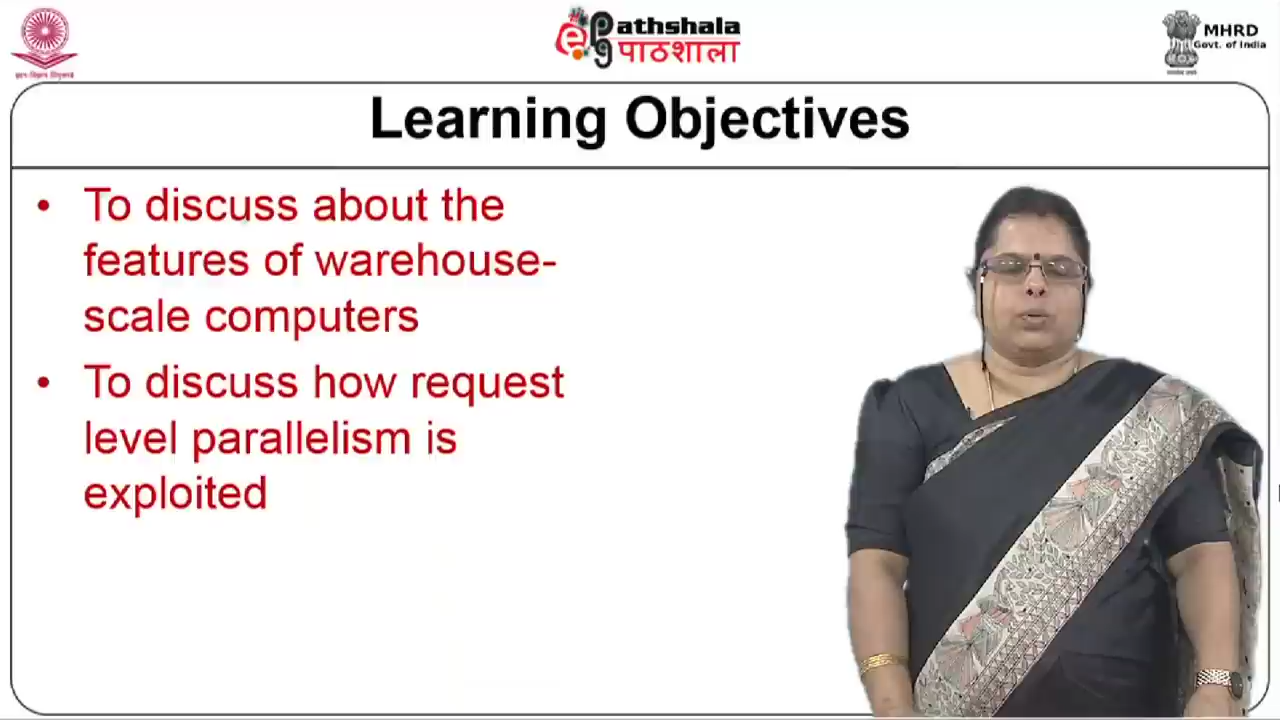 Pathshala
पाठशाला
MHRD
Govt. of India
Learning Objectives
• To discuss about the
features of warehouse-
scale computers
• To discuss how request
level parallelism is
exploited